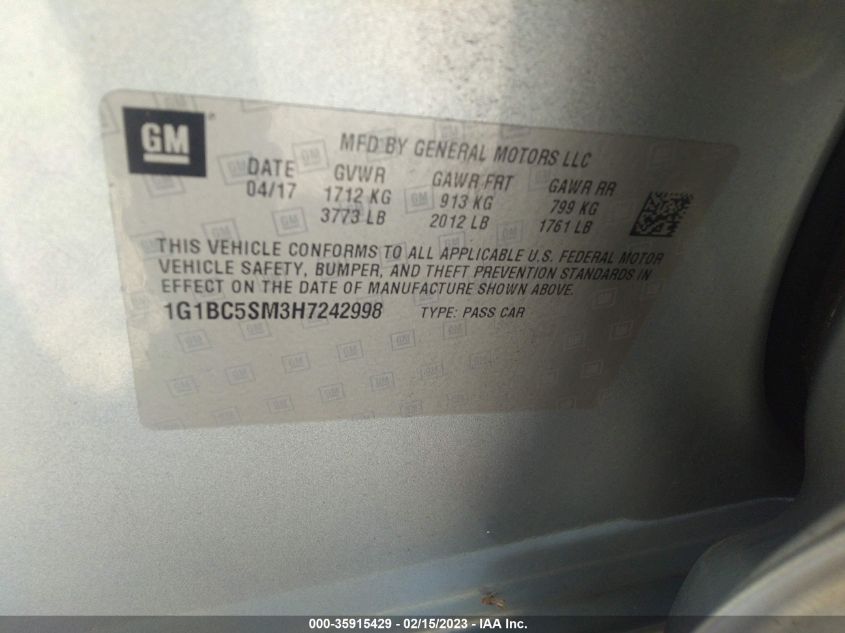 GM
MFD BY GENERAL MOTORS LLC
DATE GVWR GAWR FRT GAWR RR
04/17 1712 KG 913 KG 799 KG
3773 LB 2012 LB 1761 LB
THIS VEHICLE CONFORMS TO ALL APPLICABLE U.S. FEDERAL MOTOR
VEHICLE SAFETY, BUMPER, AND THEFT PREVENTION STANDARDS IN
EFFECT ON THE DATE OF MANUFACTURE SHOWN ABOVE.
1G1BC5SM3H7242998 TYPE: PASS CAR
000-35915429 - 02/15/2023 - IAA Inc.